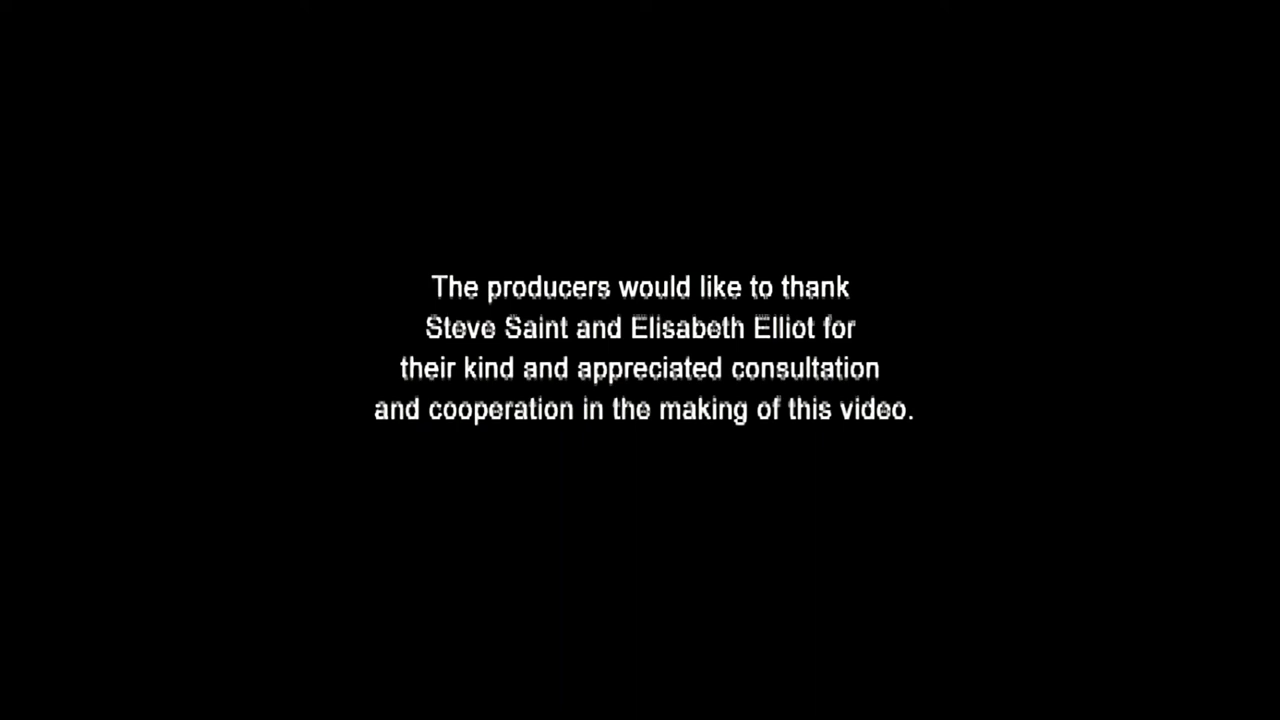 The producers would like to thank
Steve Saint and Elisabeth Elliot for
their kind and appreciated consultation
and cooperation in the making of this video.